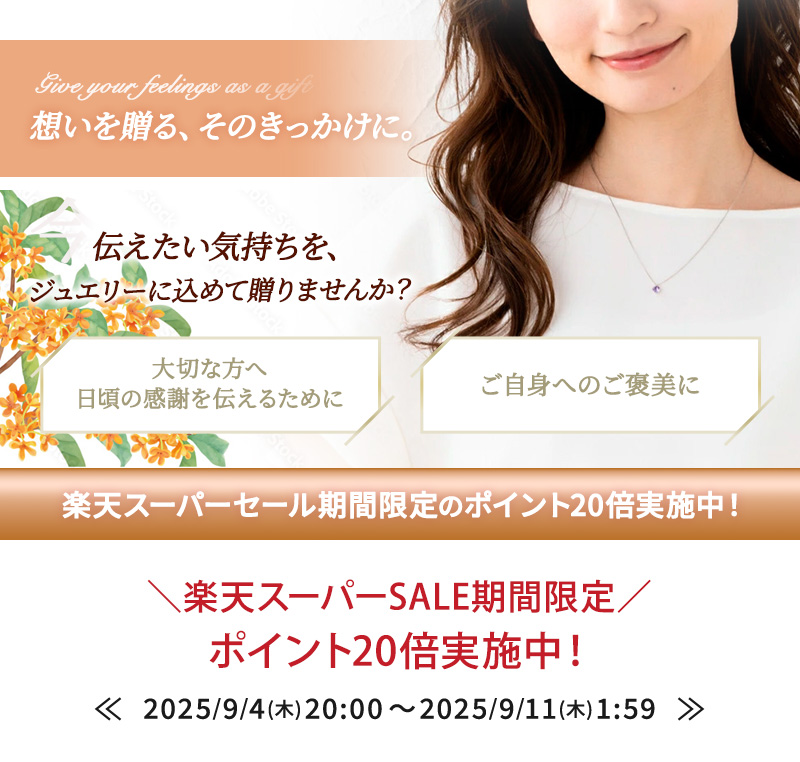 Give your feelings as a gift
想いを贈る、そのきっかけに。
伝えたい気持ちを、
ジュエリーに込めて贈りませんか？
大切な方へ
日頃の感謝を伝えるために
ご自身へのご褒美に
楽天スーパーセール期間限定のポイント20倍実施中！
＼楽天スーパーSALE期間限定／
ポイント20倍実施中！
≪ 2025/9/4(木)20:00～2025/9/11(木)1:59 ≫